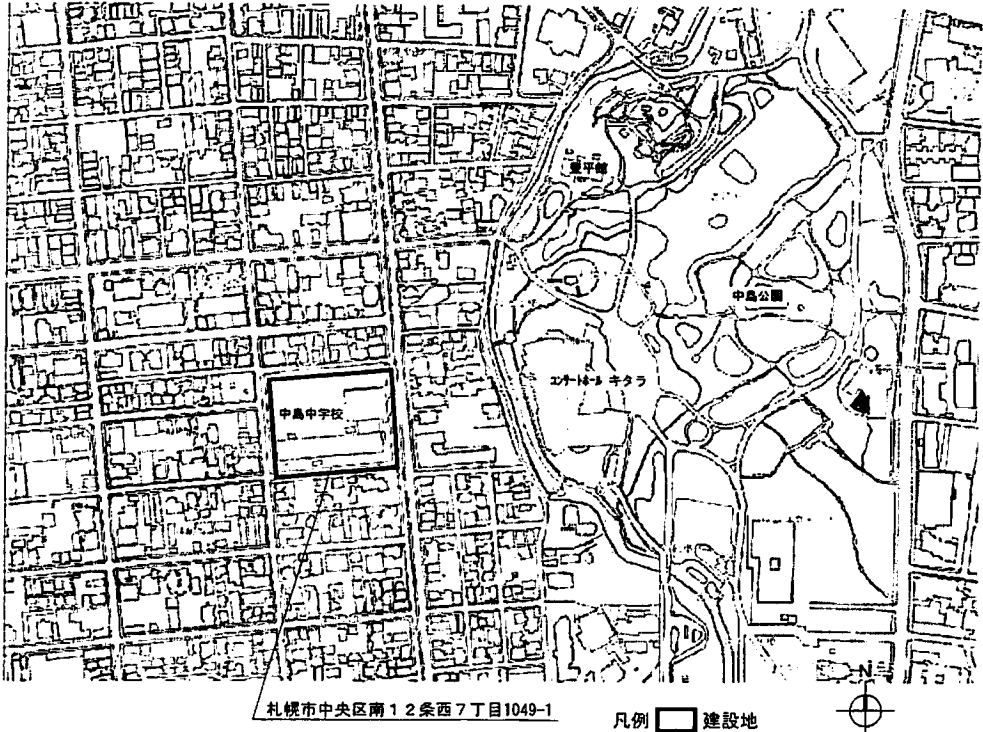 豊平館
中島公園
コンサートホール キタラ
中島中学校
札幌市中央区南12条西7丁目1049-1
凡例
建設地
N